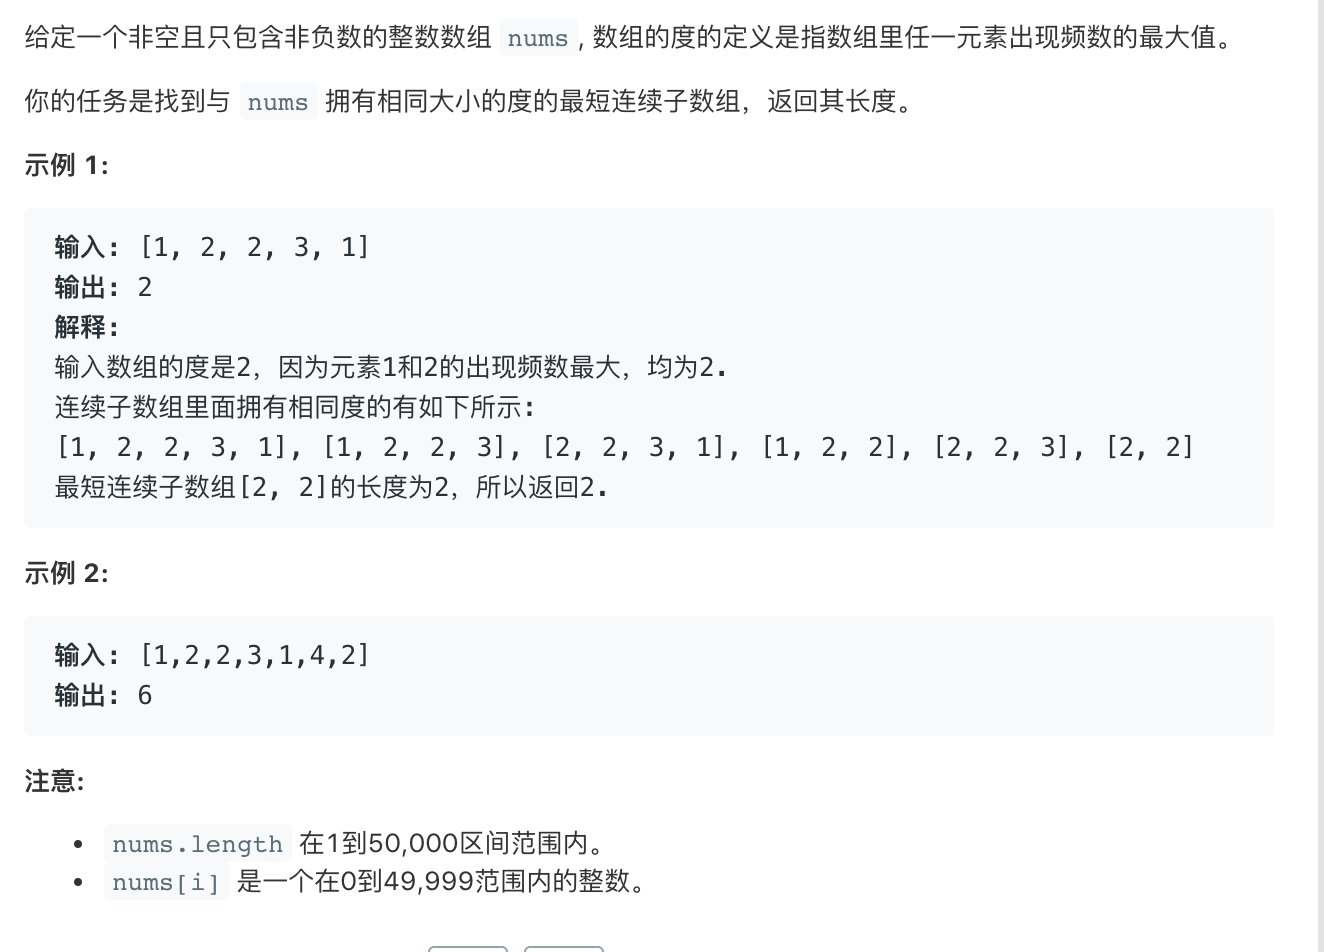 给定一个非空且只包含非负数的整数数组 nums, 数组的度的定义是指数组里任一元素出现频数的最大值。
你的任务是找到与 nums 拥有相同大小的度的最短连续子数组，返回其长度。
示例 1:
输入: [1, 2, 2, 3, 1]
输出: 2
解释:
输入数组的度是2，因为元素1和2的出现频数最大，均为2.
连续子数组里面拥有相同度的有如下所示:
[1, 2, 2, 3, 1], [1, 2, 2, 3], [2, 2, 3, 1], [1, 2, 2], [2, 2, 3], [2, 2]
最短连续子数组[2, 2]的长度为2，所以返回2.
示例 2:
输入: [1,2,2,3,1,4,2]
输出: 6
注意:
• nums.length 在1到50,000区间范围内。
• nums[i] 是一个在0到49,999范围内的整数。